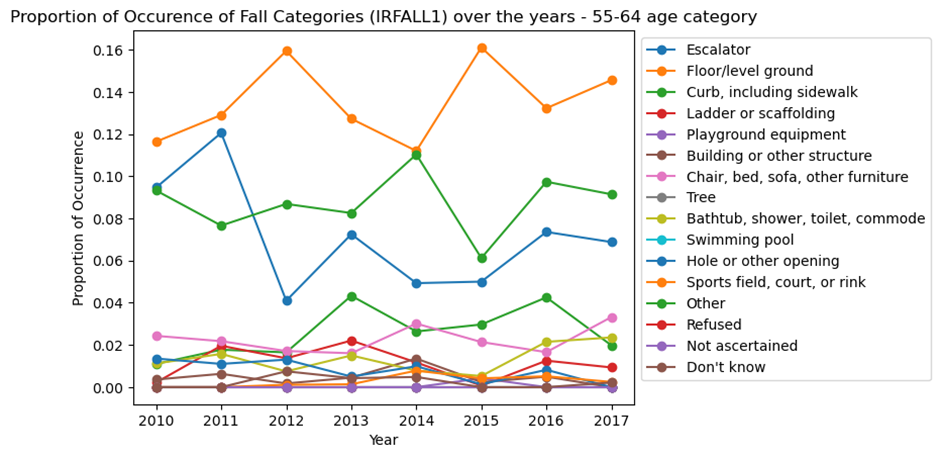 Proportion of Occurence of Fall Categories (IRFALL1) over the years - 55-64 age category
Proportion of Occurrence
0.16
0.14
0.12
0.10
0.08
0.06
0.04
0.02
0.00
2010 2011 2012 2013 2014 2015 2016 2017
Year
Escalator
Floor/level ground
Curb, including sidewalk
Ladder or scaffolding
Playground equipment
Building or other structure
Chair, bed, sofa, other furniture
Tree
Bathtub, shower, toilet, commode
Swimming pool
Hole or other opening
Sports field, court, or rink
Other
Refused
Not ascertained
Don't know